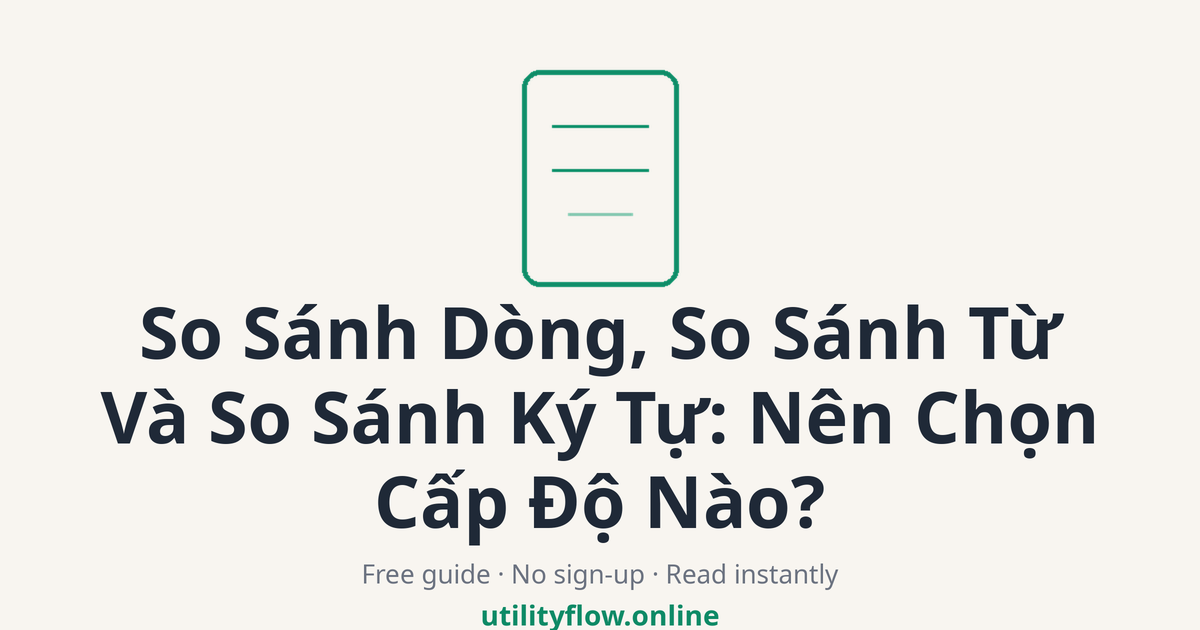 So Sánh Dòng, So Sánh Từ
Và So Sánh Ký Tự: Nên Chọn
Cấp Độ Nào?
Free guide · No sign-up · Read instantly
utilityflow.online